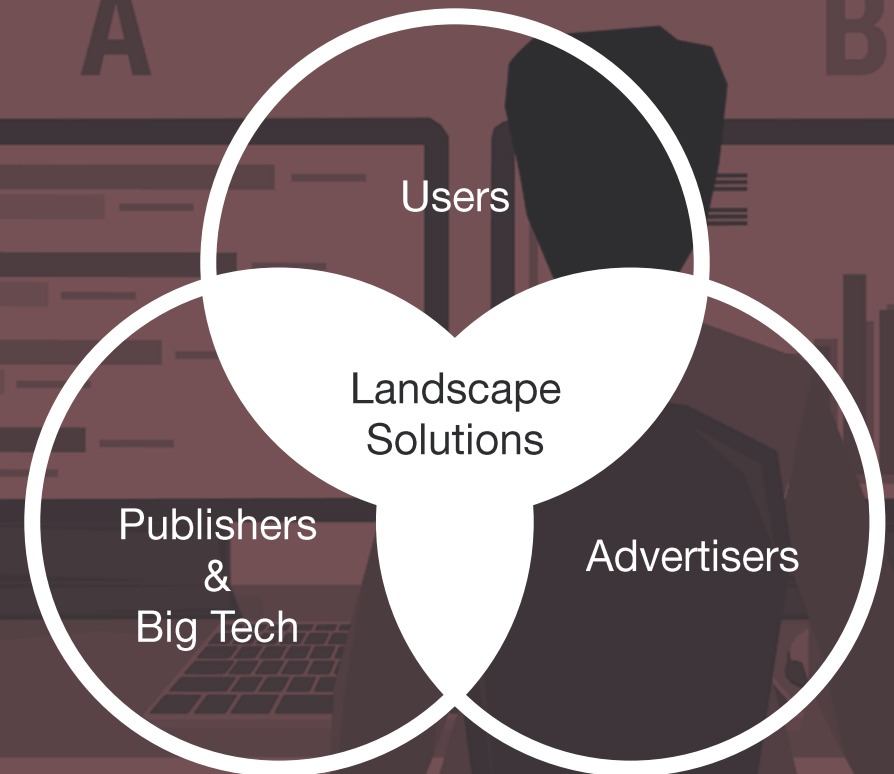 A
B
Users
Landscape
Solutions
Publishers
&
Big Tech
Advertisers